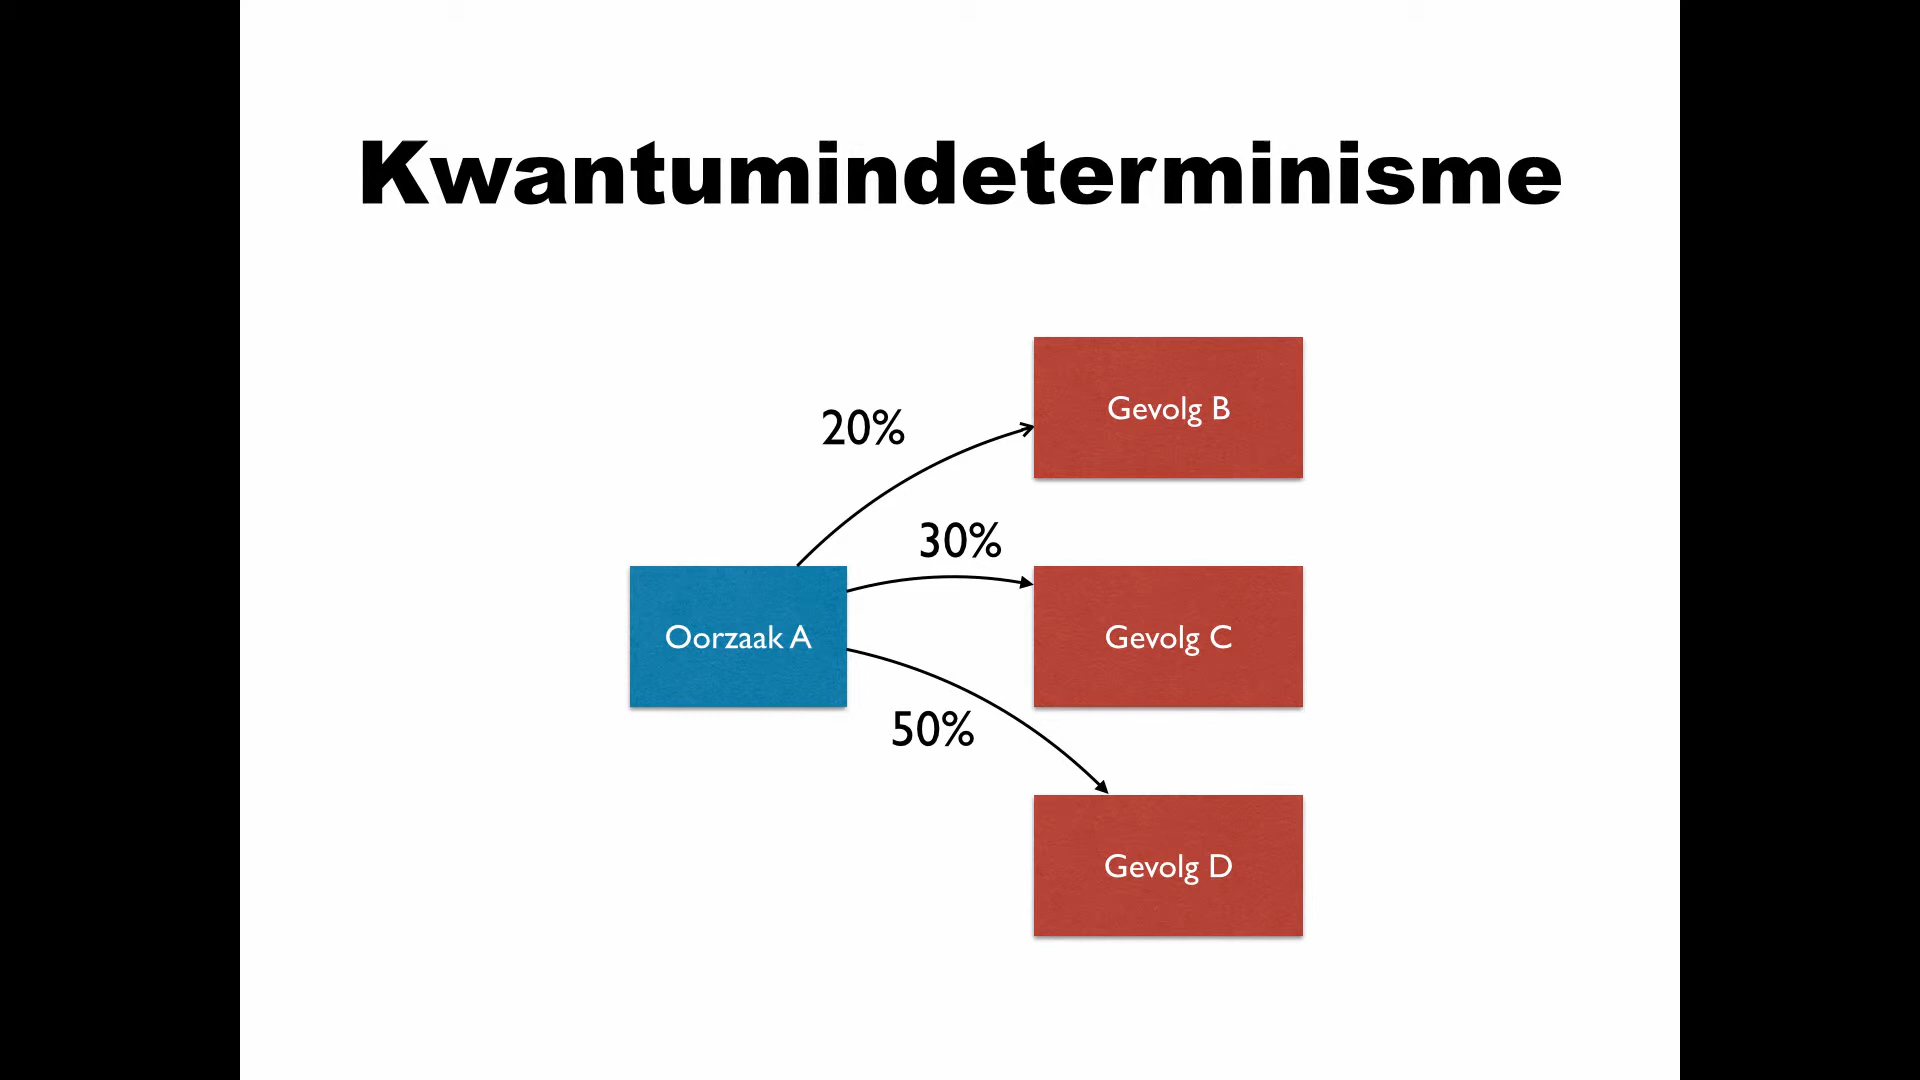 Kwantumindeterminisme
20%
Gevolg B
30%
Oorzaak A
Gevolg C
50%
Gevolg D